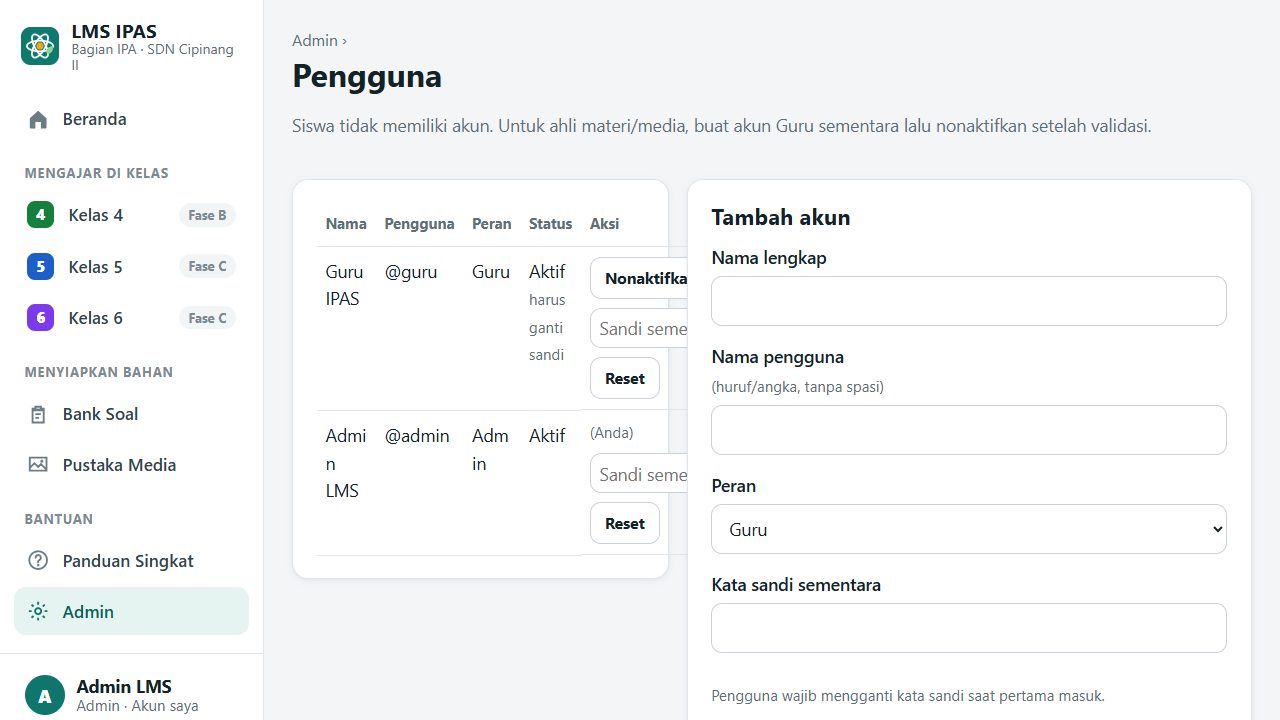 LMS IPAS
Bagian IPA · SDN Cipinang
II
Beranda
MENGAJAR DI KELAS
4 Kelas 4 Fase B
5 Kelas 5 Fase C
6 Kelas 6 Fase C
MENYIAPKAN BAHAN
Bank Soal
Pustaka Media
BANTUAN
Panduan Singkat
Admin
A Admin LMS
Admin · Akun saya
Admin ›
Pengguna
Siswa tidak memiliki akun. Untuk ahli materi/media, buat akun Guru sementara lalu nonaktifkan setelah validasi.
Nama Pengguna Peran Status Aksi
Guru @guru Guru Aktif Nonaktifka
IPAS harus
ganti Sandi seme
sandi
Reset
Admi @admin Adm Aktif (Anda)
n in
LMS Sandi seme
Reset
Tambah akun
Nama lengkap
Nama pengguna
(huruf/angka, tanpa spasi)
Peran
Guru
Kata sandi sementara
Pengguna wajib mengganti kata sandi saat pertama masuk.